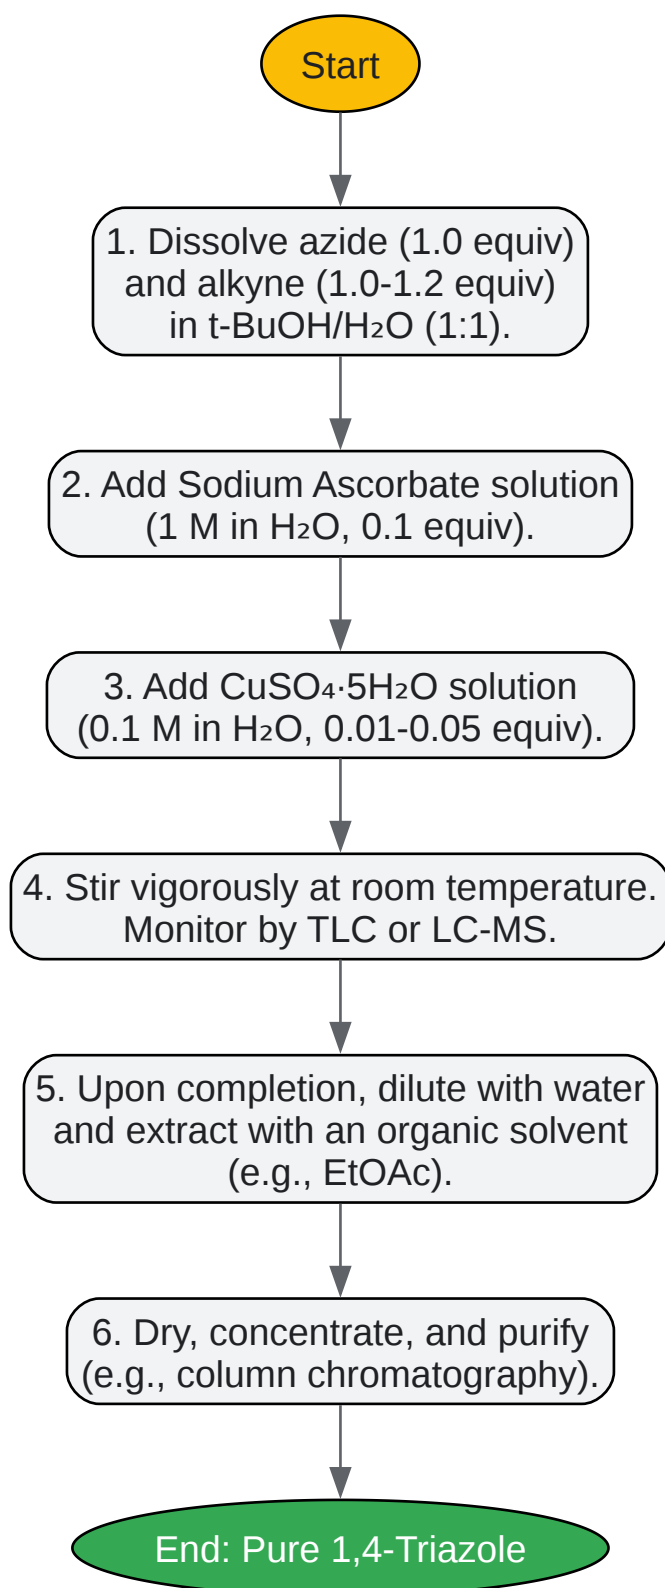 Start
1. Dissolve azide (1.0 equiv)
and alkyne (1.0-1.2 equiv)
in t-BuOH/H₂O (1:1).
2. Add Sodium Ascorbate solution
(1 M in H₂O, 0.1 equiv).
3. Add CuSO₄·5H₂O solution
(0.1 M in H₂O, 0.01-0.05 equiv).
4. Stir vigorously at room temperature.
Monitor by TLC or LC-MS.
5. Upon completion, dilute with water
and extract with an organic solvent
(e.g., EtOAc).
6. Dry, concentrate, and purify
(e.g., column chromatography).
End: Pure 1,4-Triazole